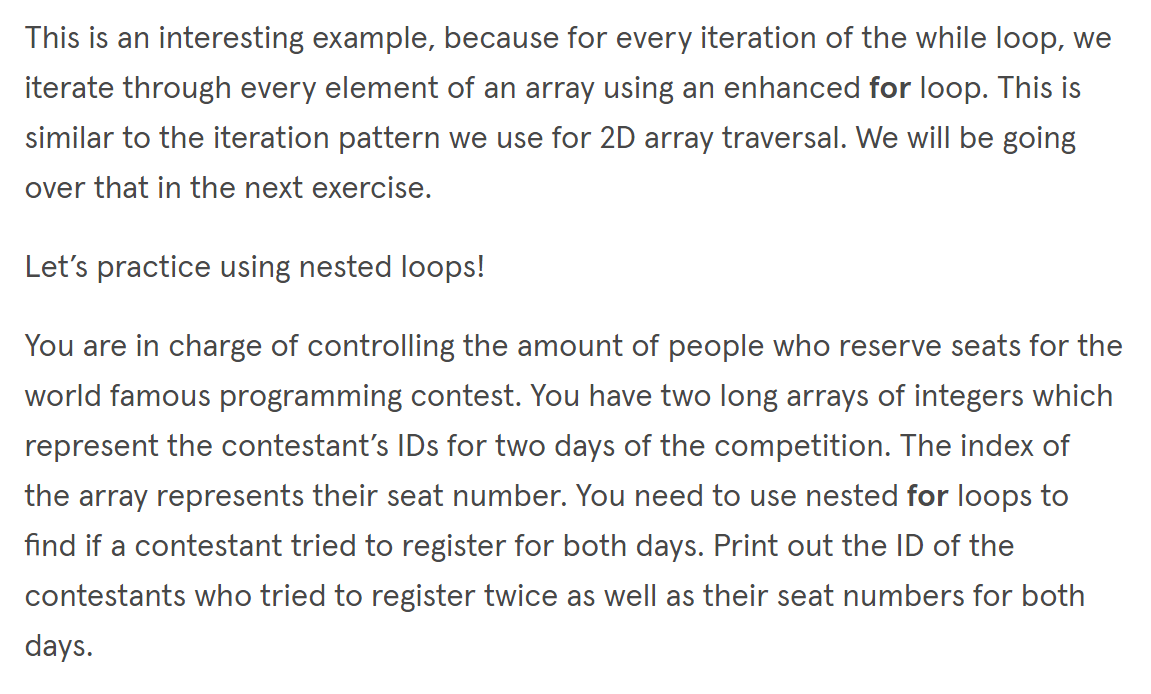 This is an interesting example, because for every iteration of the while loop, we
iterate through every element of an array using an enhanced for loop. This is
similar to the iteration pattern we use for 2D array traversal. We will be going
over that in the next exercise.
Let’s practice using nested loops!
You are in charge of controlling the amount of people who reserve seats for the
world famous programming contest. You have two long arrays of integers which
represent the contestant’s IDs for two days of the competition. The index of
the array represents their seat number. You need to use nested for loops to
find if a contestant tried to register for both days. Print out the ID of the
contestants who tried to register twice as well as their seat numbers for both
days.